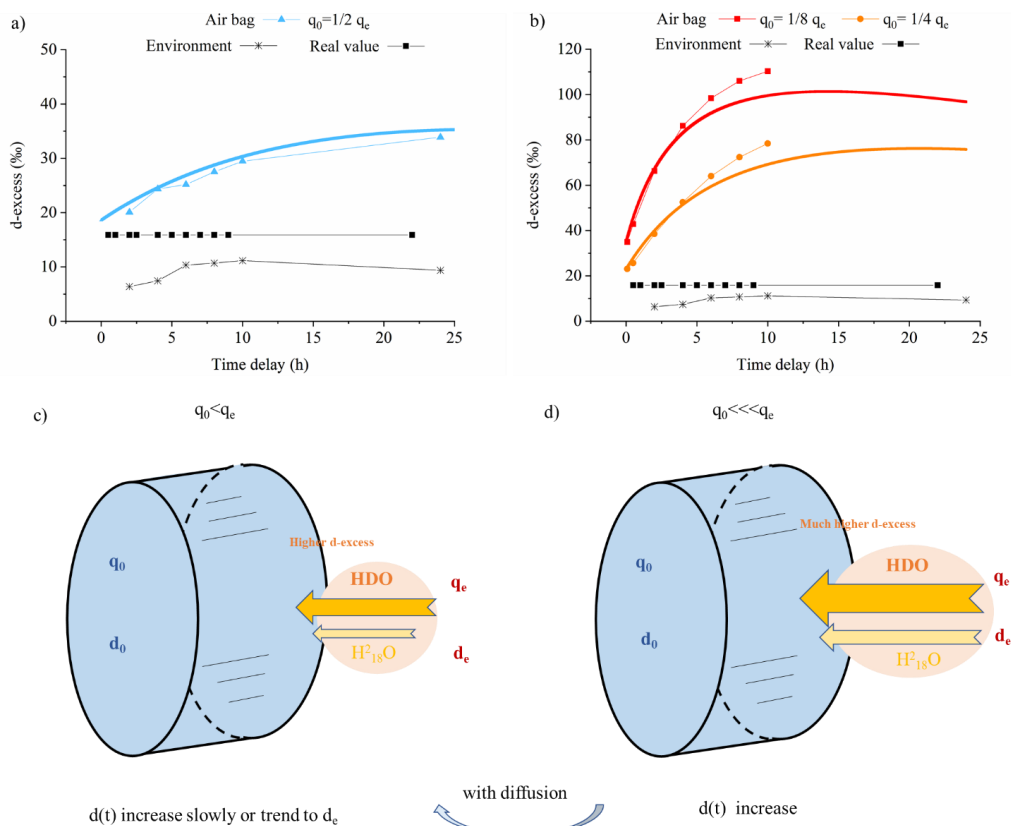 a)
Air bag q₀=1/2 qₑ
Environment Real value
50
40
30
20
10
0
d-excess (‰)
0 5 10 15 20 25
Time delay (h)
b)
Air bag q₀= 1/8 qₑ q₀= 1/4 qₑ
Environment Real value
120
100
80
60
40
20
0
d-excess (‰)
0 5 10 15 20 25
Time delay (h)
c)
q₀<qₑ
Higher d-excess
q₀
HDO
qₑ
d₀
H²₁₈O
dₑ
d(t) increase slowly or trend to dₑ
with diffusion
d)
q₀<<<qₑ
Much higher d-excess
q₀
HDO
qₑ
d₀
H²₁₈O
dₑ
d(t) increase